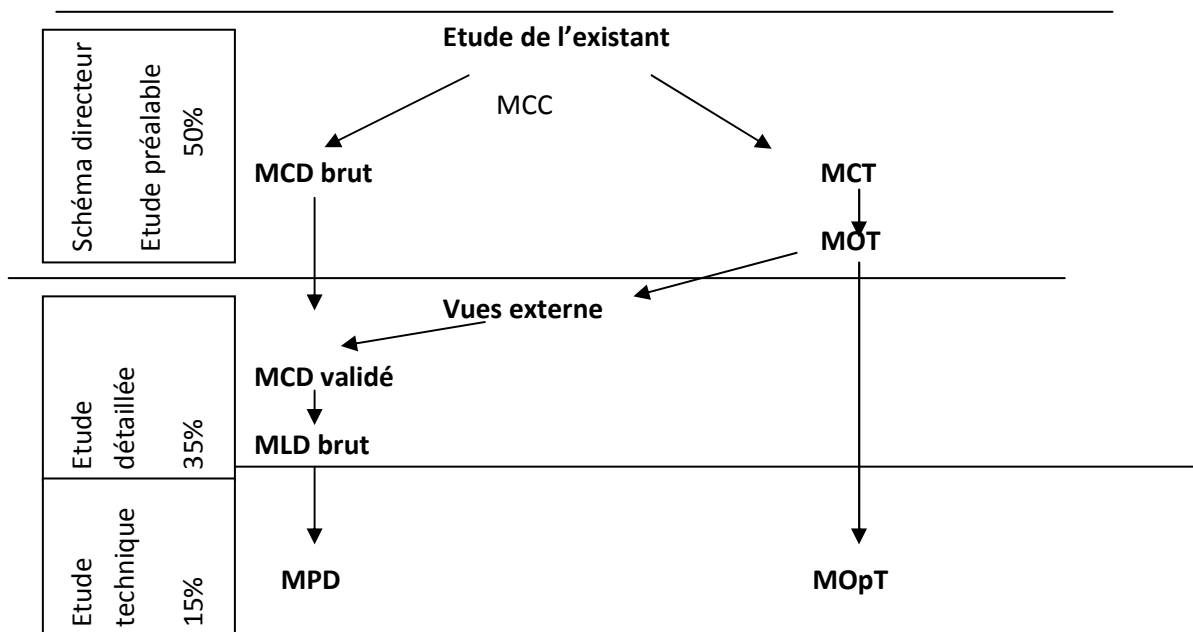 Etude de l’existant
Schéma directeur
Etude préalable
50%
MCC
MCD brut
MCT
MOT
Vues externe
Etude
détaillée
35%
MCD validé
MLD brut
Etude
technique
15%
MPD
MOpT